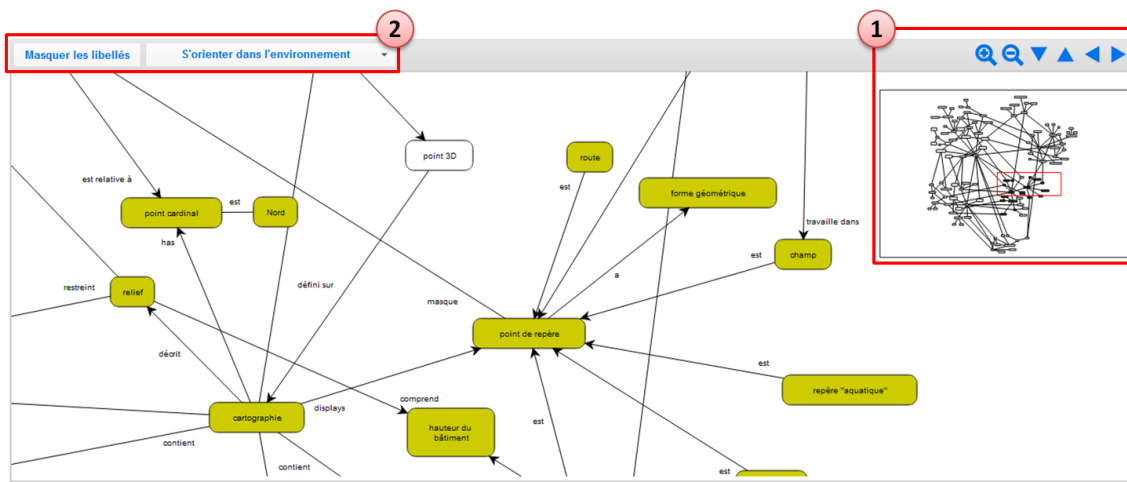 2
1
Masquer les libellés
S'orienter dans l'environnement
point 3D
route
est relative à
est
forme géométrique
point cardinal
est
Nord
travaille dans
has
est
champ
a
restreint
relief
défini sur
masque
point de repère
décrit
est
repère "aquatique"
comprend
displays
cartographie
hauteur du
bâtiment
est
contient
contient
est